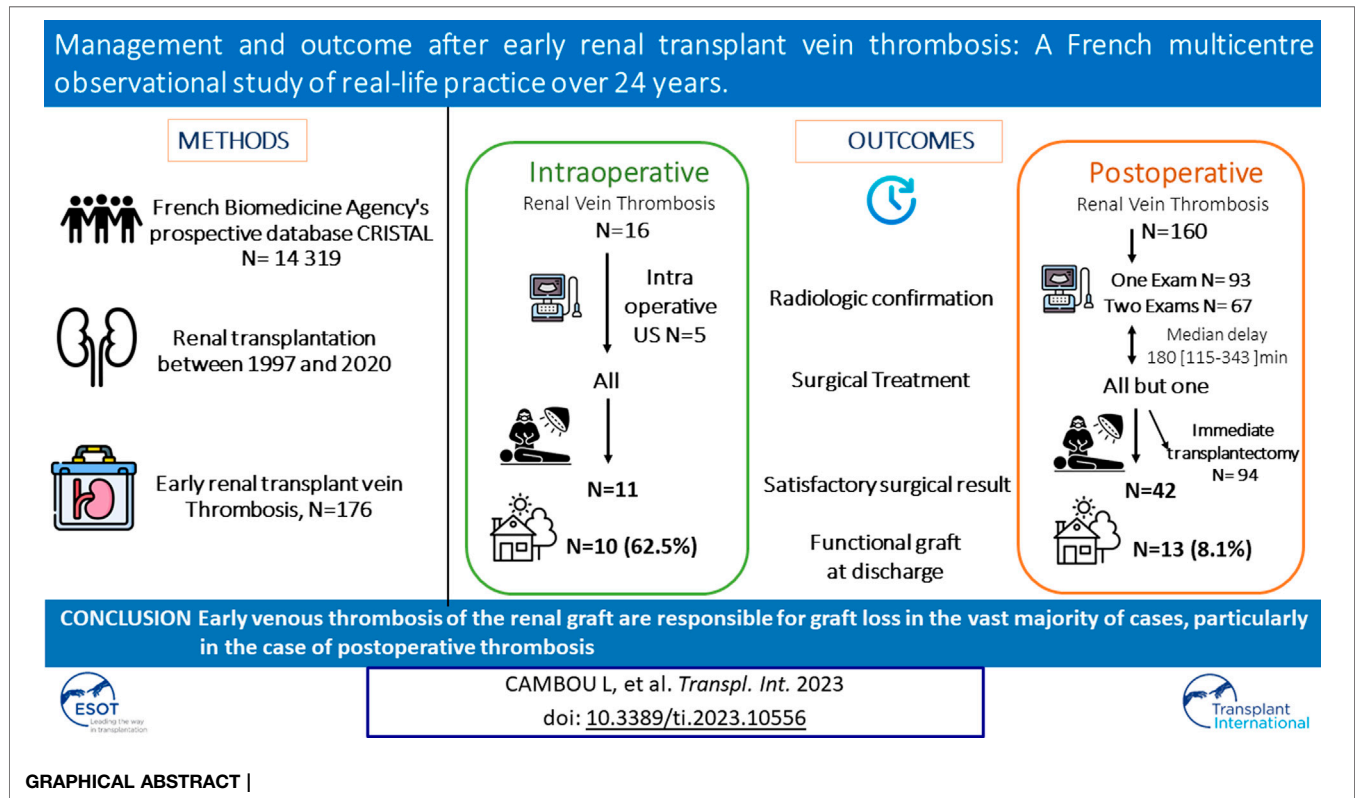 Management and outcome after early renal transplant vein thrombosis: A French multicentre
observational study of real-life practice over 24 years.
METHODS
French Biomedicine Agency's
prospective database CRISTAL
N= 14 319
Renal transplantation
between 1997 and 2020
Early renal transplant vein
Thrombosis, N=176
OUTCOMES
Intraoperative
Renal Vein Thrombosis
N=16
Intra
operative
US N=5
All
N=11
N=10 (62.5%)
Radiologic confirmation
Surgical Treatment
Satisfactory surgical result
Functional graft
at discharge
Postoperative
Renal Vein Thrombosis
N=160
One Exam N= 93
Two Exams N= 67
Median delay
180 [115-343 ]min
All but one
Immediate
transplantectomy
N= 94
N=42
N=13 (8.1%)
CONCLUSION Early venous thrombosis of the renal graft are responsible for graft loss in the vast majority of cases, particularly
in the case of postoperative thrombosis
ESOT
Leading the way
in transplantation
CAMBOU L, et al. Transpl. Int. 2023
doi: 10.3389/ti.2023.10556
Transplant
International
GRAPHICAL ABSTRACT |